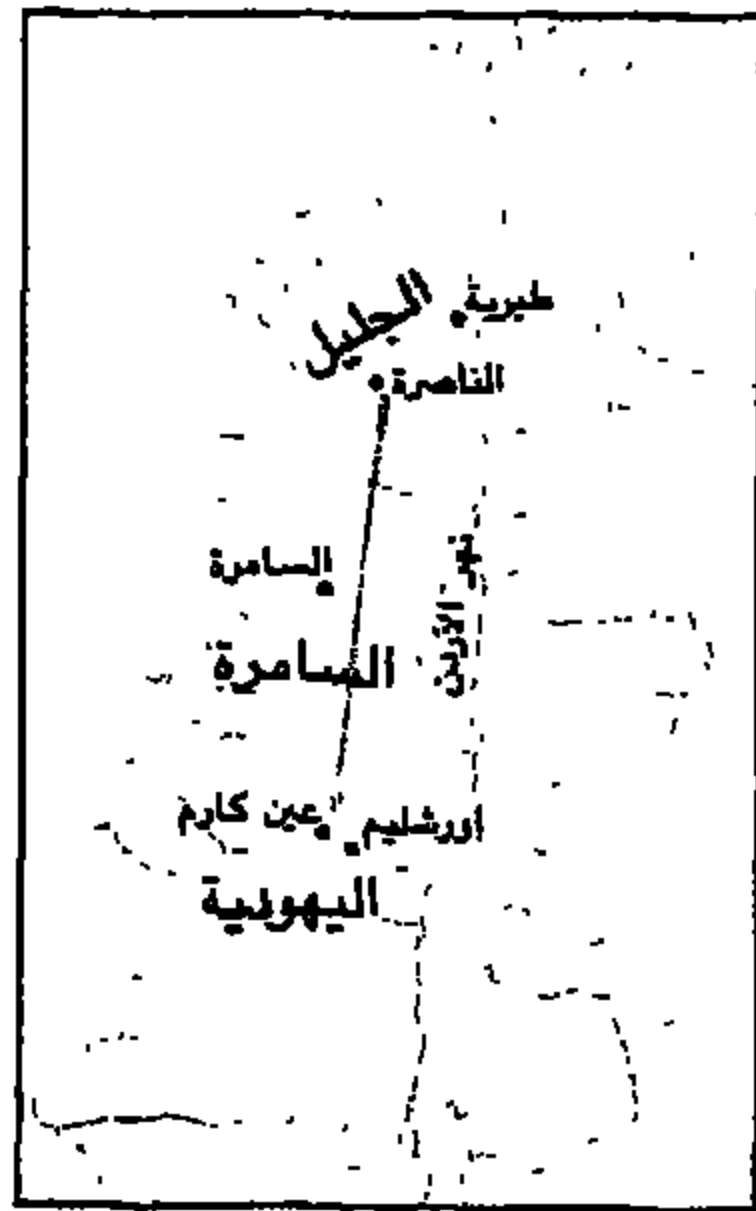 طبرية
الجليل
الناصرة
السامرة
نهر الأردن
السامرة
عين كارم
اورشليم
اليهودية